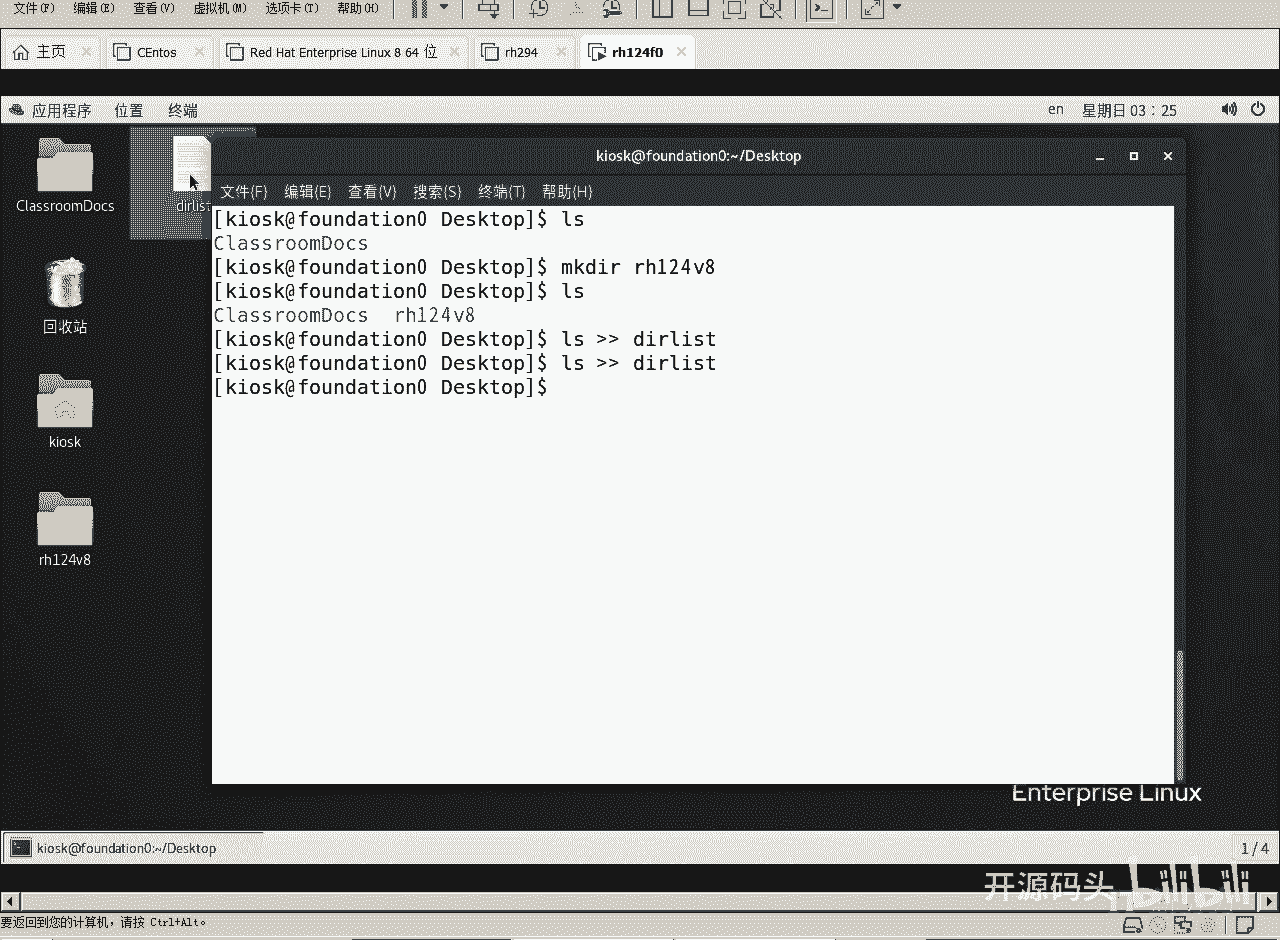 文件(F) 编辑(E) 查看(V) 虚拟机(M) 选项卡(T) 帮助(H)
主页 CEntos Red Hat Enterprise Linux 8 64 位 rh294 rh124f0
应用程序 位置 终端 en 星期日 03：25
ClassroomDocs
dirlist
回收站
kiosk
rh124v8
kiosk@foundation0:~/Desktop
文件(F) 编辑(E) 查看(V) 搜索(S) 终端(T) 帮助(H)
[kiosk@foundation0 Desktop]$ ls
ClassroomDocs
[kiosk@foundation0 Desktop]$ mkdir rh124v8
[kiosk@foundation0 Desktop]$ ls
ClassroomDocs rh124v8
[kiosk@foundation0 Desktop]$ ls >> dirlist
[kiosk@foundation0 Desktop]$ ls >> dirlist
[kiosk@foundation0 Desktop]$
Enterprise Linux
kiosk@foundation0:~/Desktop 1 / 4
开源码头 bilibili
要返回到您的计算机，请按 Ctrl+Alt。